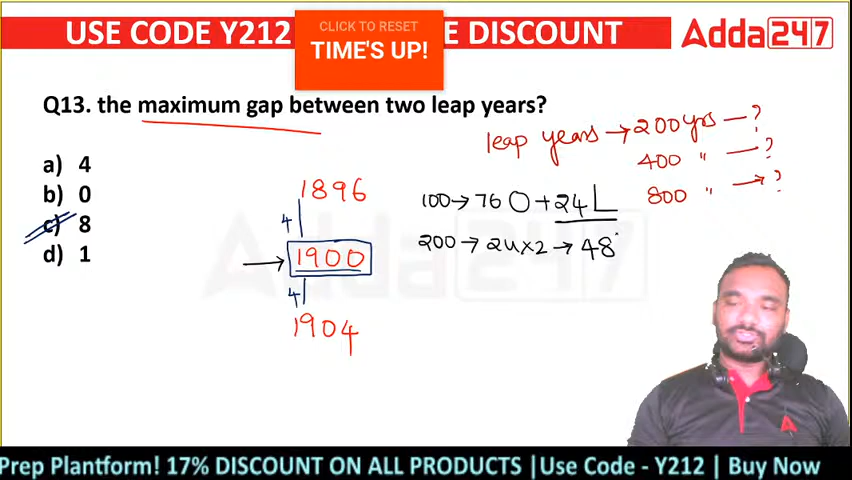 USE CODE Y212
E DISCOUNT
CLICK TO RESET
TIME'S UP!
Adda247
Q13. the maximum gap between two leap years?
a) 4
b) 0
c) 8
d) 1
leap years → 200 yrs — ?
400 " — ?
800 " → ?
1896
4
1900
4
1904
100 → 76 O + 24 L
200 → 24x2 → 48
Prep Plantform! 17% DISCOUNT ON ALL PRODUCTS |Use Code - Y212 | Buy Now